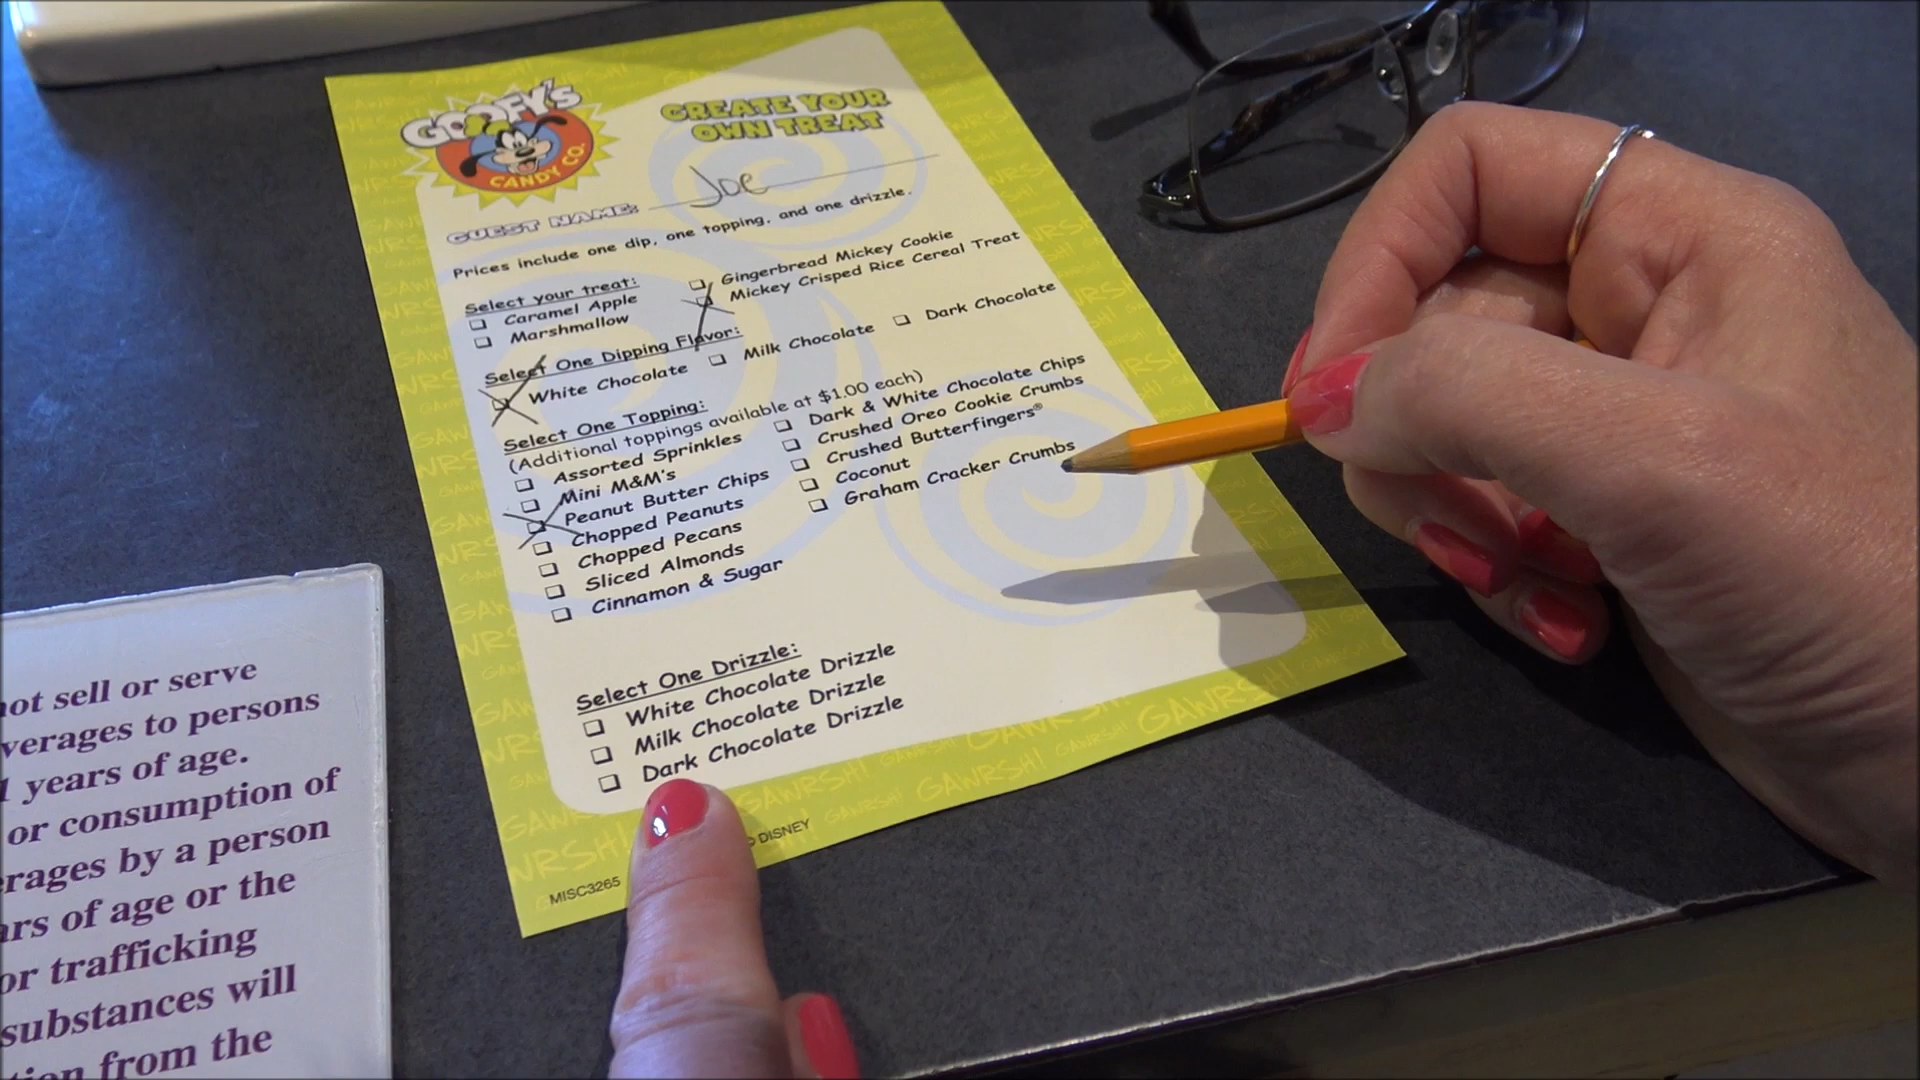 GOOFY'S
CANDY CO.
CREATE YOUR
OWN TREAT
GUEST NAME: Joe
Prices include one dip, one topping, and one drizzle.
Select your treat:
Caramel Apple
Marshmallow
Gingerbread Mickey Cookie
Mickey Crisped Rice Cereal Treat
Select One Dipping Flavor:
White Chocolate
Milk Chocolate
Dark Chocolate
Select One Topping:
(Additional toppings available at $1.00 each)
Assorted Sprinkles
Mini M&M's
Peanut Butter Chips
Chopped Peanuts
Chopped Pecans
Sliced Almonds
Cinnamon & Sugar
Dark & White Chocolate Chips
Crushed Oreo Cookie Crumbs
Crushed Butterfingers®
Coconut
Graham Cracker Crumbs
Select One Drizzle:
White Chocolate Drizzle
Milk Chocolate Drizzle
Dark Chocolate Drizzle
GAWRSH! GAWRSH! GAWRSH! GAWRSH!
MISC3265
© DISNEY
not sell or serve
verages to persons
1 years of age.
or consumption of
erages by a person
ars of age or the
or trafficking
substances will
tion from the